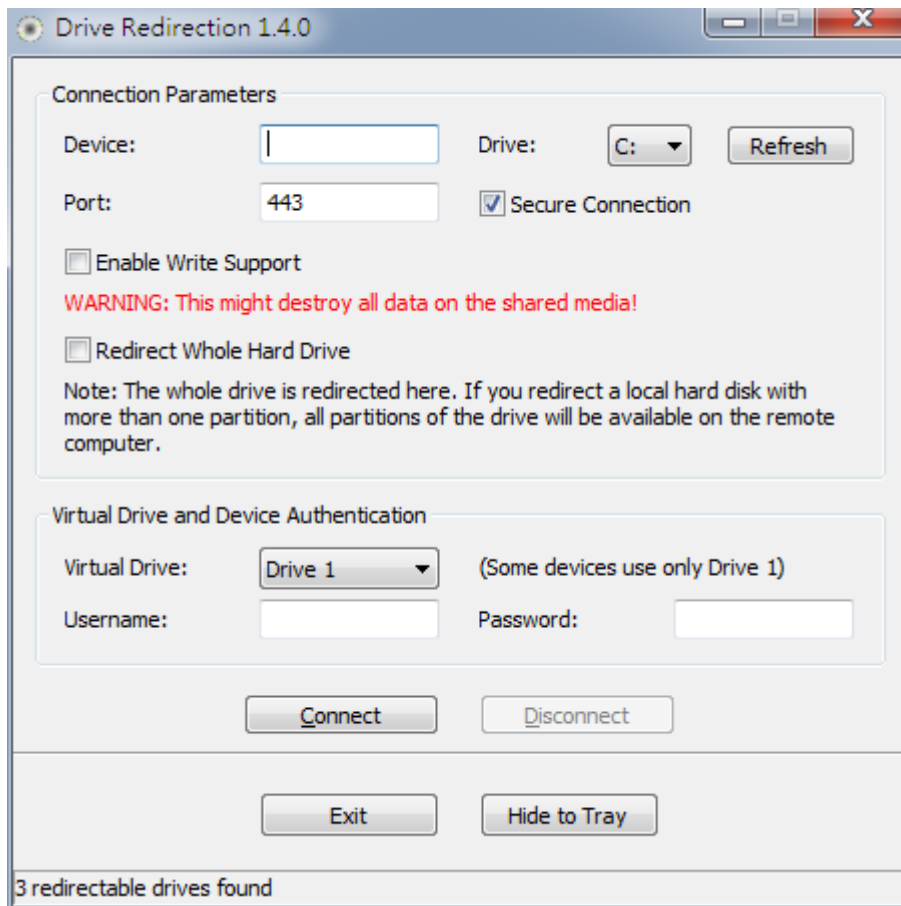 Drive Redirection 1.4.0
Connection Parameters
Device: Drive: C: Refresh
Port: 443 Secure Connection
Enable Write Support
WARNING: This might destroy all data on the shared media!
Redirect Whole Hard Drive
Note: The whole drive is redirected here. If you redirect a local hard disk with
more than one partition, all partitions of the drive will be available on the remote
computer.
Virtual Drive and Device Authentication
Virtual Drive: Drive 1 (Some devices use only Drive 1)
Username: Password:
Connect Disconnect
Exit Hide to Tray
3 redirectable drives found